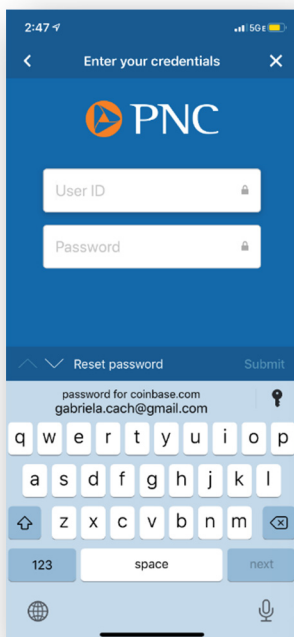 2:47
5GE
Enter your credentials
PNC
User ID
Password
Reset password
Submit
password for coinbase.com
gabriela.cach@gmail.com
q w e r t y u i o p
a s d f g h j k l
z x c v b n m
123 space next